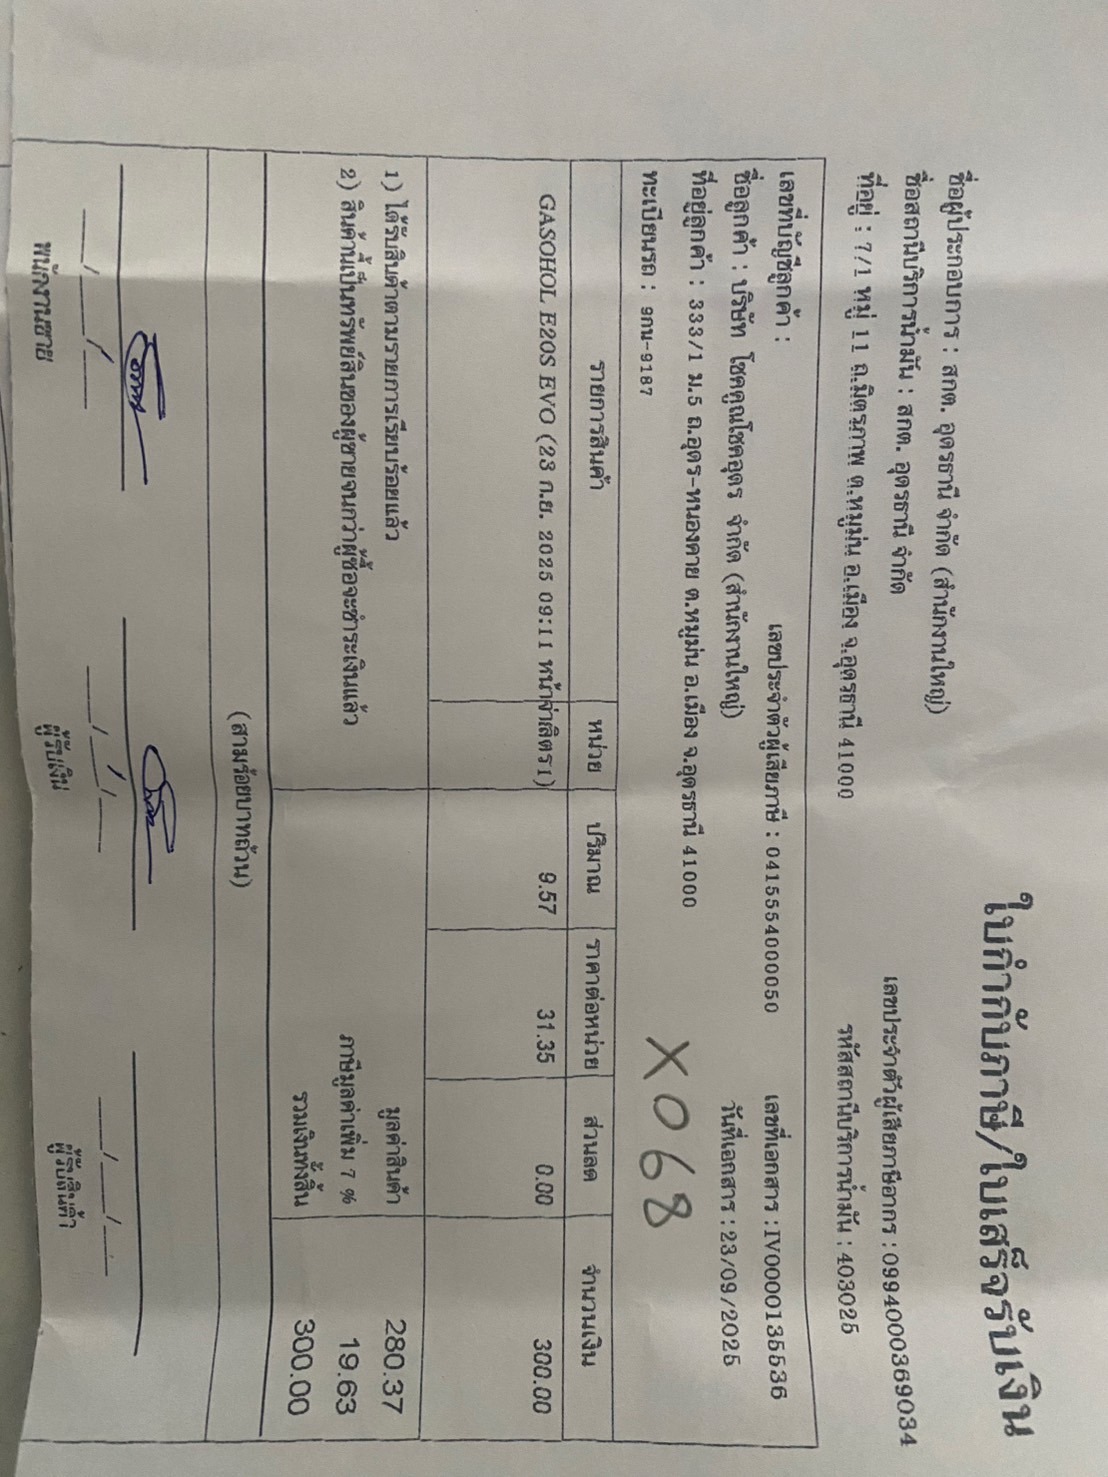 ใบกำกับภาษี/ใบเสร็จรับเงิน
ชื่อผู้ประกอบการ : สกต. อุดรธานี จำกัด (สำนักงานใหญ่)
เลขประจำตัวผู้เสียภาษีอากร : 0994000369034
ชื่อสถานีบริการน้ำมัน : สกต. อุดรธานี จำกัด
รหัสสถานีบริการน้ำมัน : 403025
ที่อยู่ : 7/1 หมู่ 11 ถ.มิตรภาพ ต.หมูม่น อ.เมือง จ.อุดรธานี 41000
เลขที่บัญชีลูกค้า : เลขประจำตัวผู้เสียภาษี : 0415554000050 เลขที่เอกสาร : IV0000135536
ชื่อลูกค้า : บริษัท โชคคูณโชคอุดร จำกัด (สำนักงานใหญ่) วันที่เอกสาร : 23/09/2025
ที่อยู่ลูกค้า : 333/1 ม.5 ถ.อุดร-หนองคาย ต.หมูม่น อ.เมือง จ.อุดรธานี 41000
ทะเบียนรถ : 9กน-9187 X068
รายการสินค้า หน่วย ปริมาณ ราคาต่อหน่วย ส่วนลด จำนวนเงิน
GASOHOL E20S EVO (23 ก.ย. 2025 09:11 หน้าจ่าลิตร1) 9.57 31.35 0.00 300.00
1) ได้รับสินค้าตามรายการเรียบร้อยแล้ว มูลค่าสินค้า 280.37
2) สินค้านี้เป็นทรัพย์สินของผู้ขายจนกว่าผู้ซื้อจะชำระเงินแล้ว ภาษีมูลค่าเพิ่ม 7 % 19.63
รวมเงินทั้งสิ้น 300.00
(สามร้อยบาทถ้วน)
___/___/___ ___/___/___ ___/___/___
พนักงานขาย ผู้รับเงิน ผู้รับสินค้า